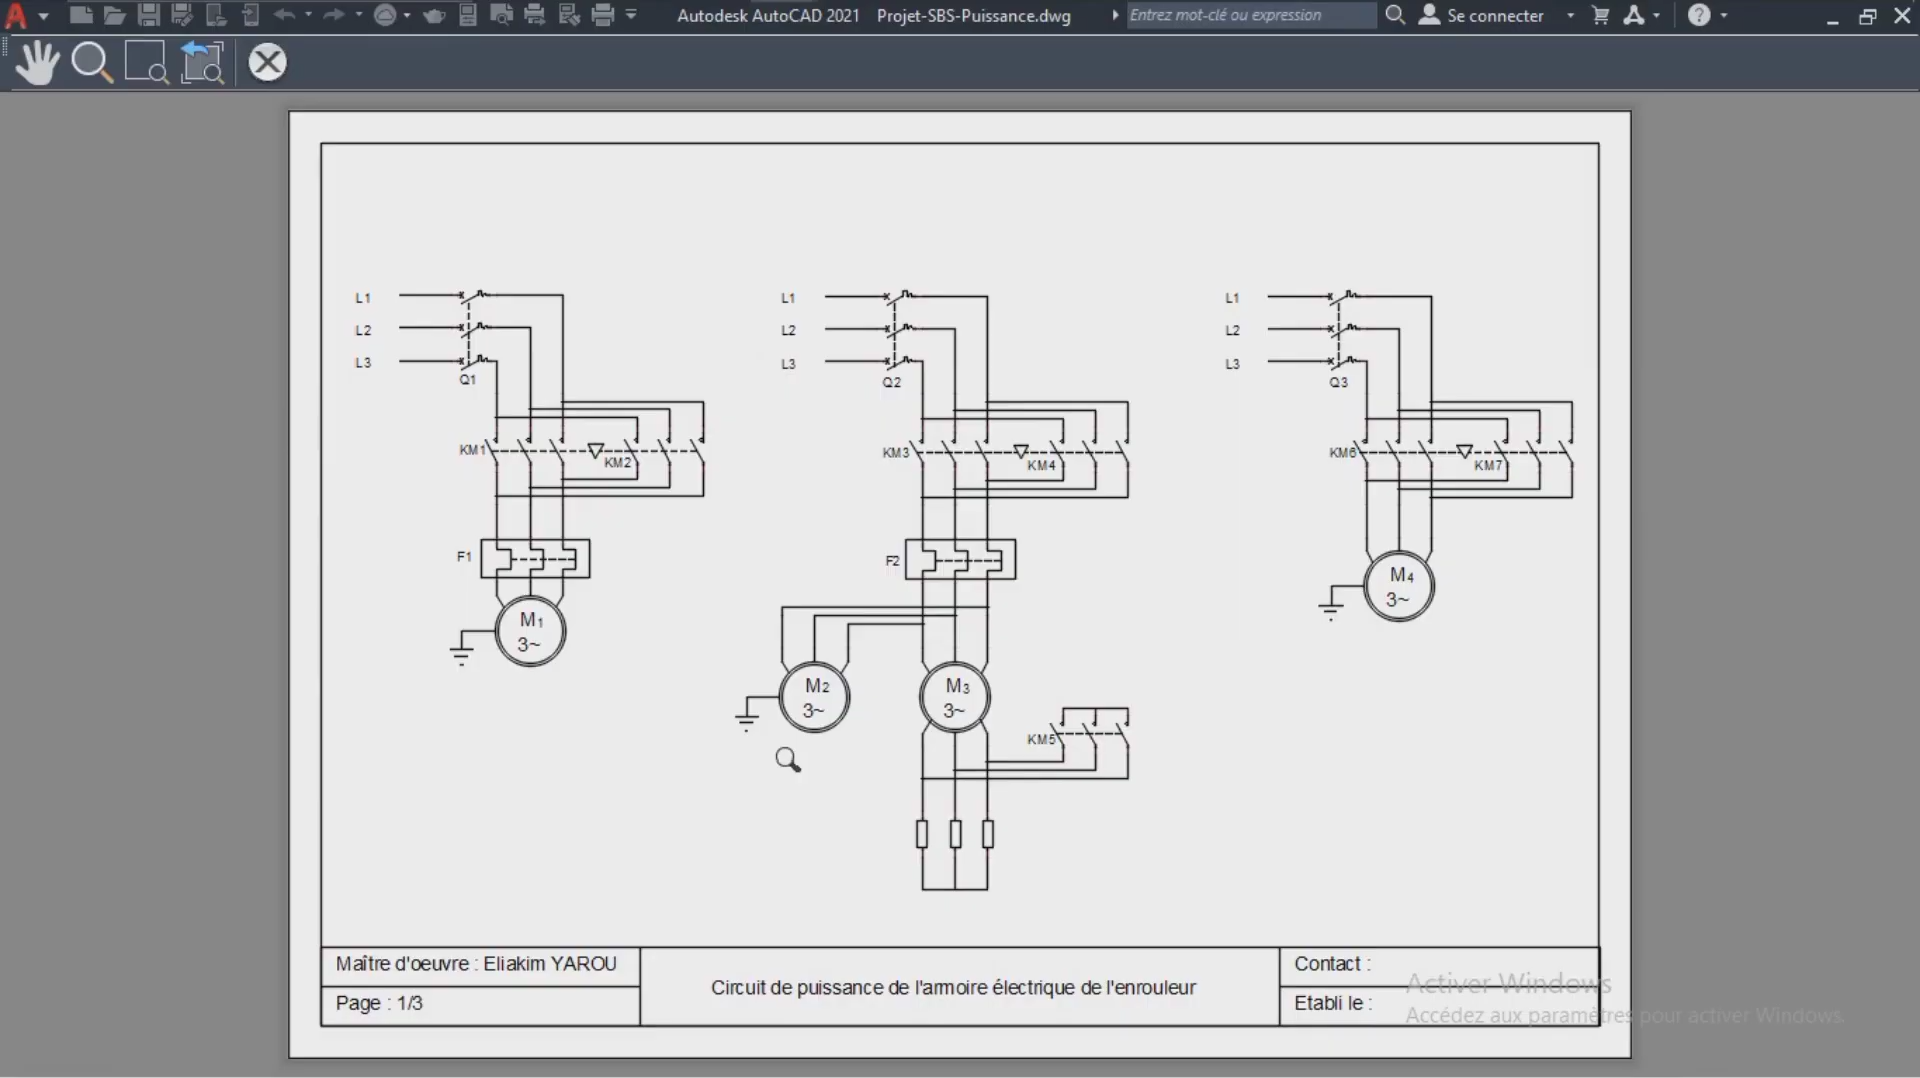 Autodesk AutoCAD 2021 Projet-SBS-Puissance.dwg
Entrez mot-clé ou expression
Se connecter
L1
L2
L3
Q1
KM1
KM2
F1
M1
3~
L1
L2
L3
Q2
KM3
KM4
F2
M2
3~
M3
3~
KM5
L1
L2
L3
Q3
KM6
KM7
M4
3~
Maître d'oeuvre : Eliakim YAROU
Page : 1/3
Circuit de puissance de l'armoire électrique de l'enrouleur
Contact :
Etabli le :
Activer Windows
Accédez aux paramètres pour activer Windows.